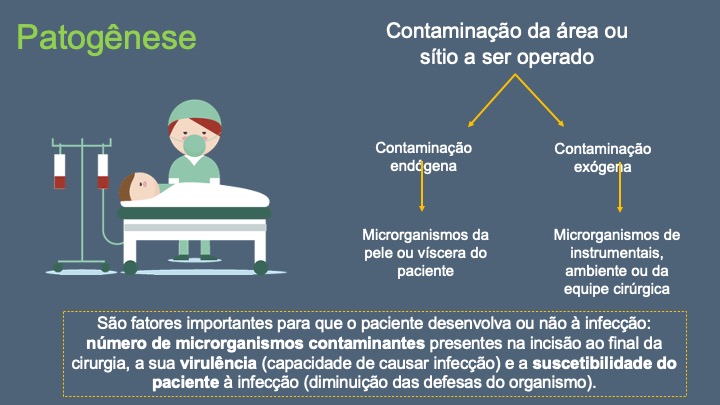 Patogênese
Contaminação da área ou
sítio a ser operado
Contaminação
endógena
Contaminação
exógena
Microrganismos da
pele ou víscera do
paciente
Microrganismos de
instrumentais,
ambiente ou da
equipe cirúrgica
São fatores importantes para que o paciente desenvolva ou não à infecção:
número de microrganismos contaminantes presentes na incisão ao final da
cirurgia, a sua virulência (capacidade de causar infecção) e a suscetibilidade do
paciente à infecção (diminuição das defesas do organismo).